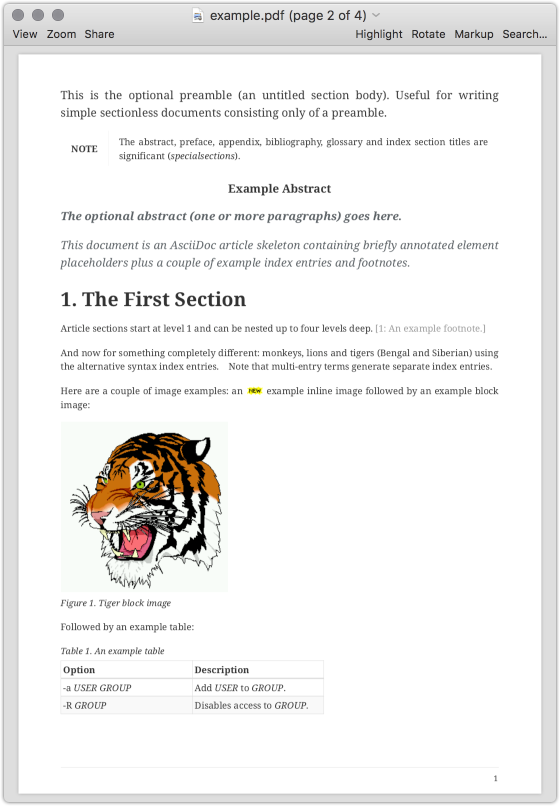 example.pdf (page 2 of 4)
View Zoom Share Highlight Rotate Markup Search...
This is the optional preamble (an untitled section body). Useful for writing
simple sectionless documents consisting only of a preamble.
NOTE
The abstract, preface, appendix, bibliography, glossary and index section titles are
significant (specialsections).
Example Abstract
The optional abstract (one or more paragraphs) goes here.
This document is an AsciiDoc article skeleton containing briefly annotated element
placeholders plus a couple of example index entries and footnotes.
1. The First Section
Article sections start at level 1 and can be nested up to four levels deep. [1: An example footnote.]
And now for something completely different: monkeys, lions and tigers (Bengal and Siberian) using
the alternative syntax index entries. Note that multi-entry terms generate separate index entries.
Here are a couple of image examples: an NEW example inline image followed by an example block
image:
Figure 1. Tiger block image
Followed by an example table:
Table 1. An example table
Option Description
-a USER GROUP Add USER to GROUP.
-R GROUP Disables access to GROUP.
1